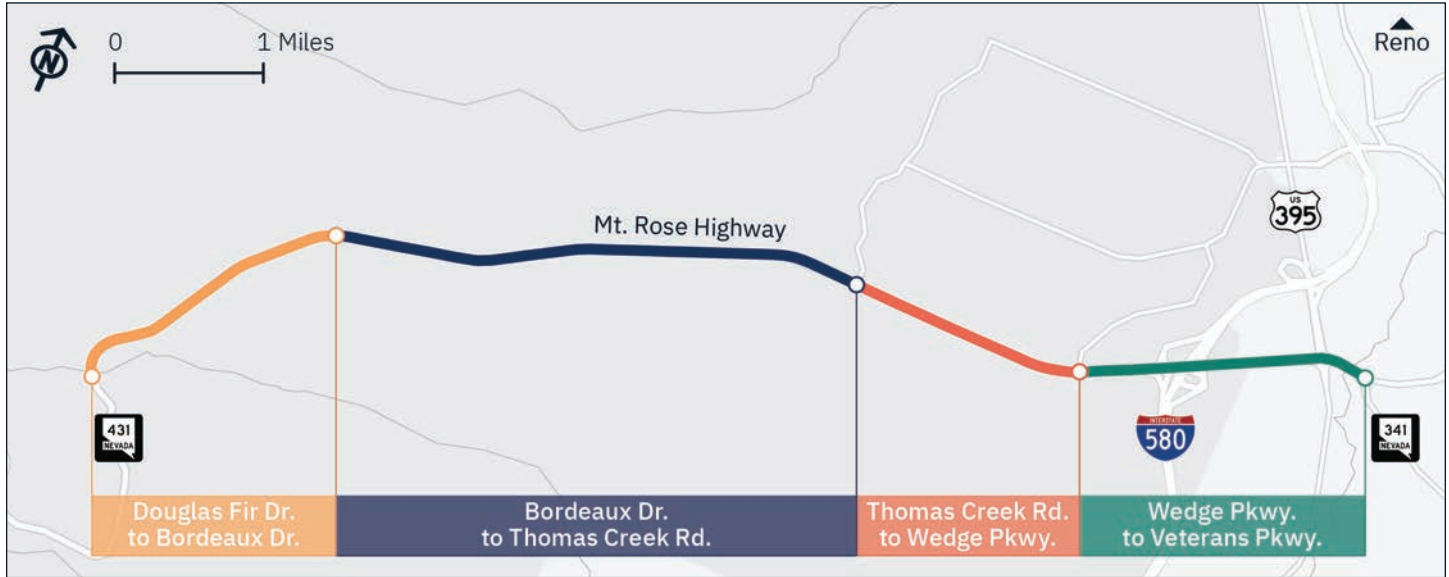 N
0
1 Miles
Reno
US
395
Mt. Rose Highway
431
NEVADA
INTERSTATE
580
341
NEVADA
Douglas Fir Dr.
to Bordeaux Dr.
Bordeaux Dr.
to Thomas Creek Rd.
Thomas Creek Rd.
to Wedge Pkwy.
Wedge Pkwy.
to Veterans Pkwy.